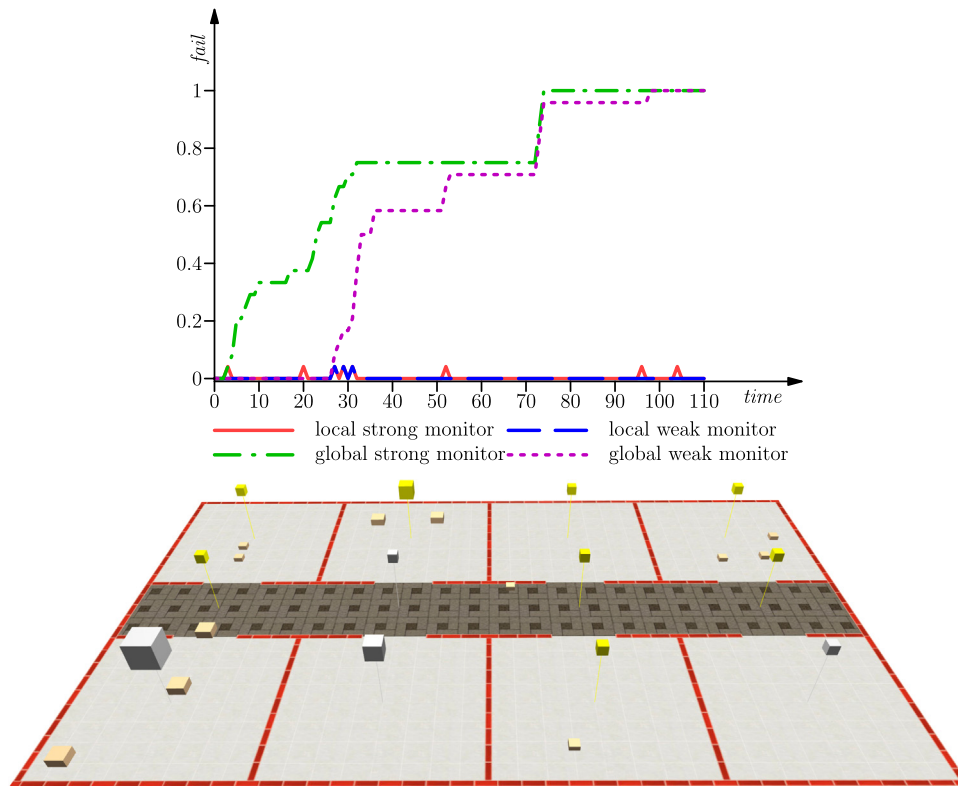 fail
1
0.8
0.6
0.4
0.2
0
0 10 20 30 40 50 60 70 80 90 100 110
time
local strong monitor local weak monitor
global strong monitor global weak monitor